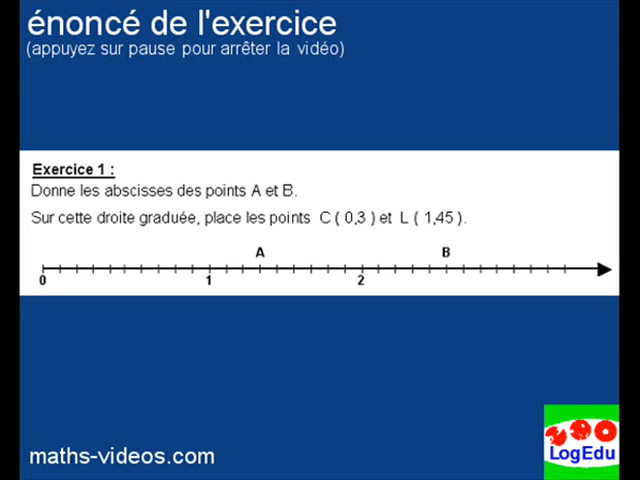 énoncé de l'exercice
(appuyez sur pause pour arrêter la vidéo)
Exercice 1 :
Donne les abscisses des points A et B.
Sur cette droite graduée, place les points C ( 0,3 ) et L ( 1,45 ).
A B
0 1 2
maths-videos.com
LogEdu